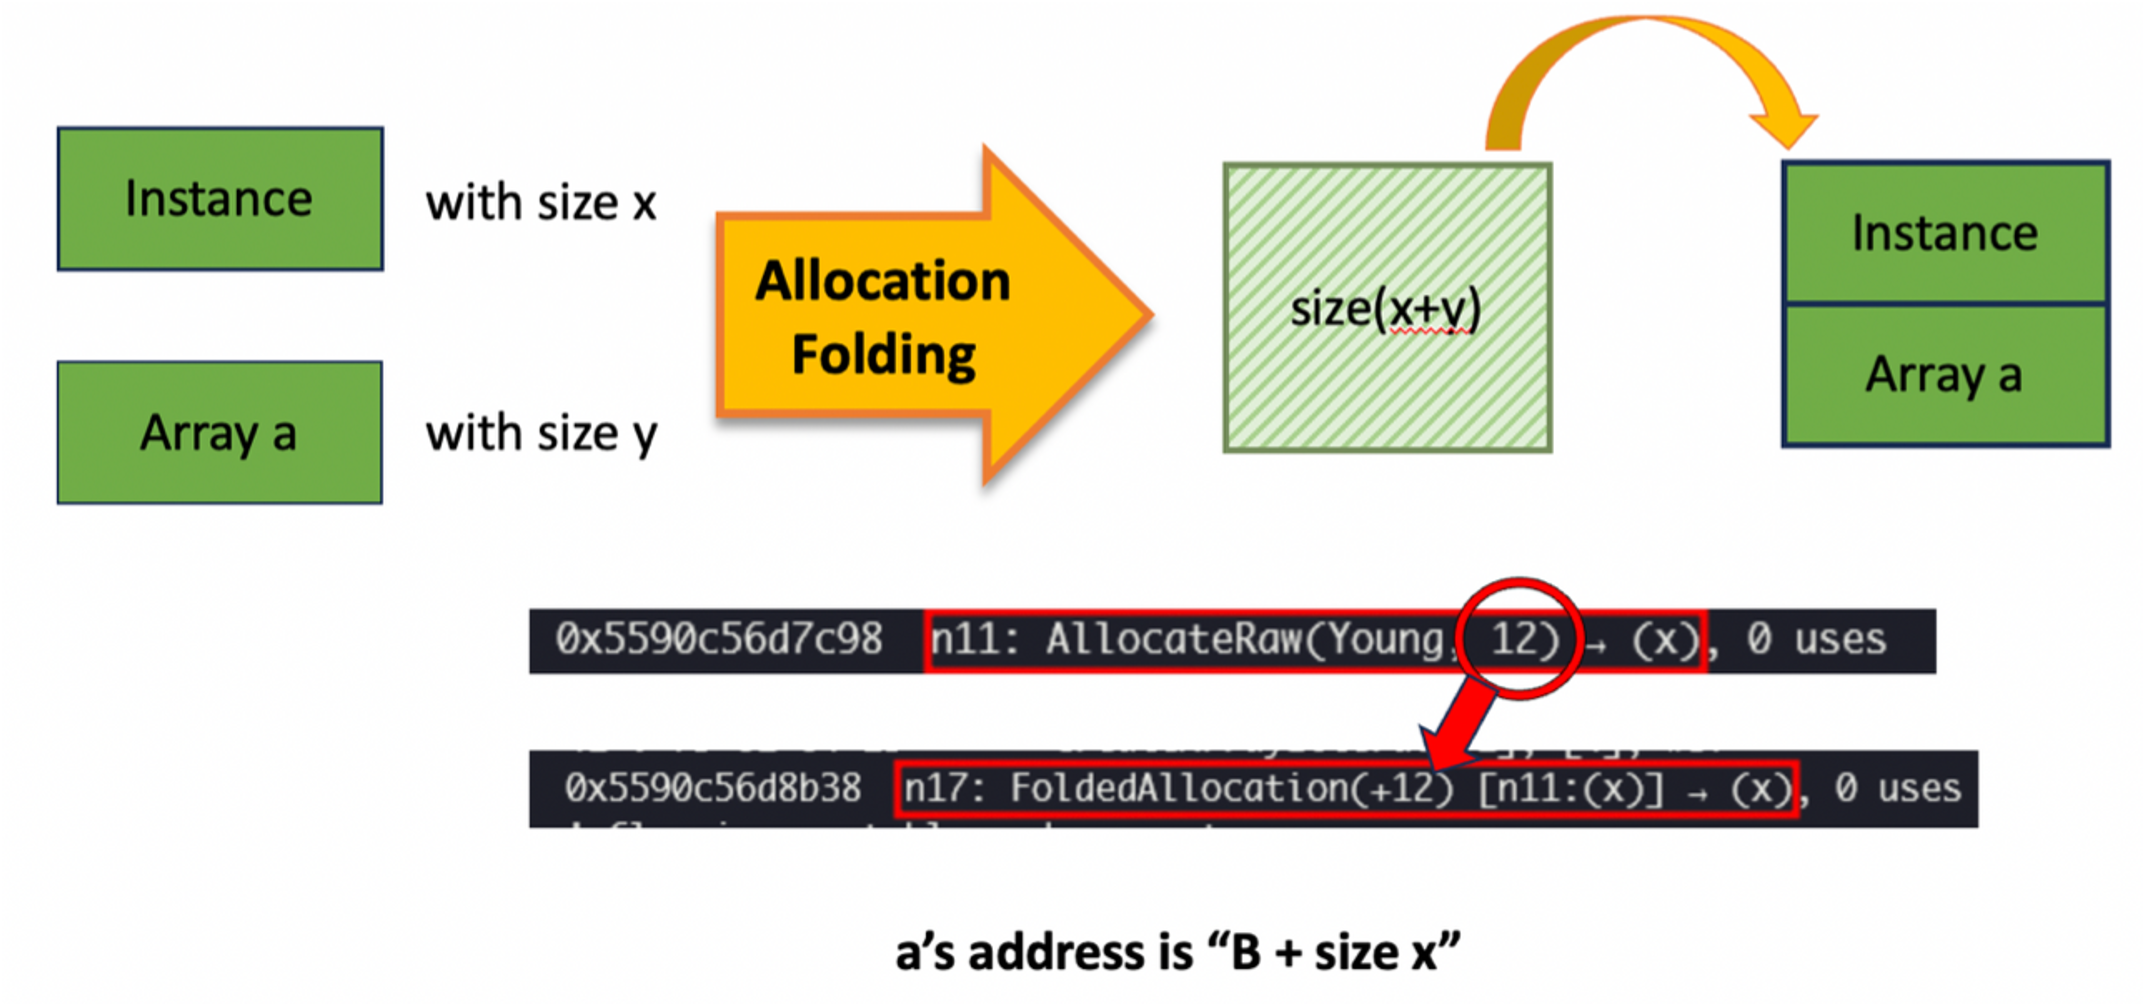 Instance
with size x
Array a
with size y
Allocation
Folding
size(x+y)
Instance
Array a
0x5590c56d7c98 n11: AllocateRaw(Young, 12) → (x), 0 uses
0x5590c56d8b38 n17: FoldedAllocation(+12) [n11:(x)] → (x), 0 uses
a’s address is “B + size x”